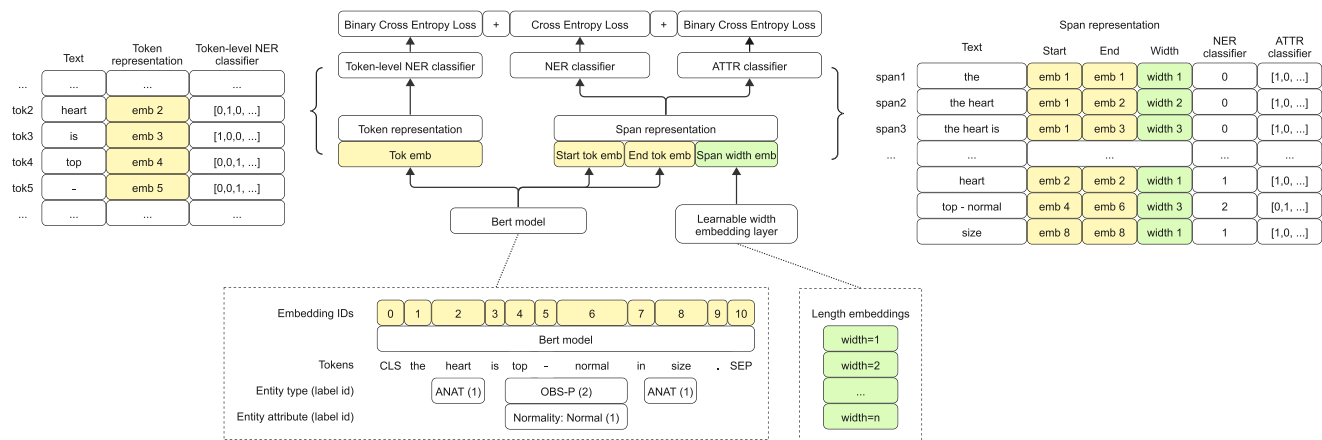 Binary Cross Entropy Loss + Cross Entropy Loss + Binary Cross Entropy Loss
Token-level NER classifier NER classifier ATTR classifier
Token representation Span representation
Tok emb Start tok emb End tok emb Span width emb
Bert model Learnable width
embedding layer
Text Token
representation Token-level NER
classifier
... ... ... ...
tok2 heart emb 2 [0,1,0, ...]
tok3 is emb 3 [1,0,0, ...]
tok4 top emb 4 [0,0,1, ...]
tok5 - emb 5 [0,0,1, ...]
... ... ... ...
Span representation
Text Start End Width NER
classifier ATTR
classifier
span1 the emb 1 emb 1 width 1 0 [1,0, ...]
span2 the heart emb 1 emb 2 width 2 0 [1,0, ...]
span3 the heart is emb 1 emb 3 width 3 0 [1,0, ...]
... ... ... ... ...
heart emb 2 emb 2 width 1 1 [1,0, ...]
top - normal emb 4 emb 6 width 3 2 [0,1, ...]
size emb 8 emb 8 width 1 1 [1,0, ...]
Embedding IDs 0 1 2 3 4 5 6 7 8 9 10
Bert model
Tokens CLS the heart is top - normal in size . SEP
Entity type (label id) ANAT (1) OBS-P (2) ANAT (1)
Entity attribute (label id) Normality: Normal (1)
Length embeddings
width=1
width=2
...
width=n